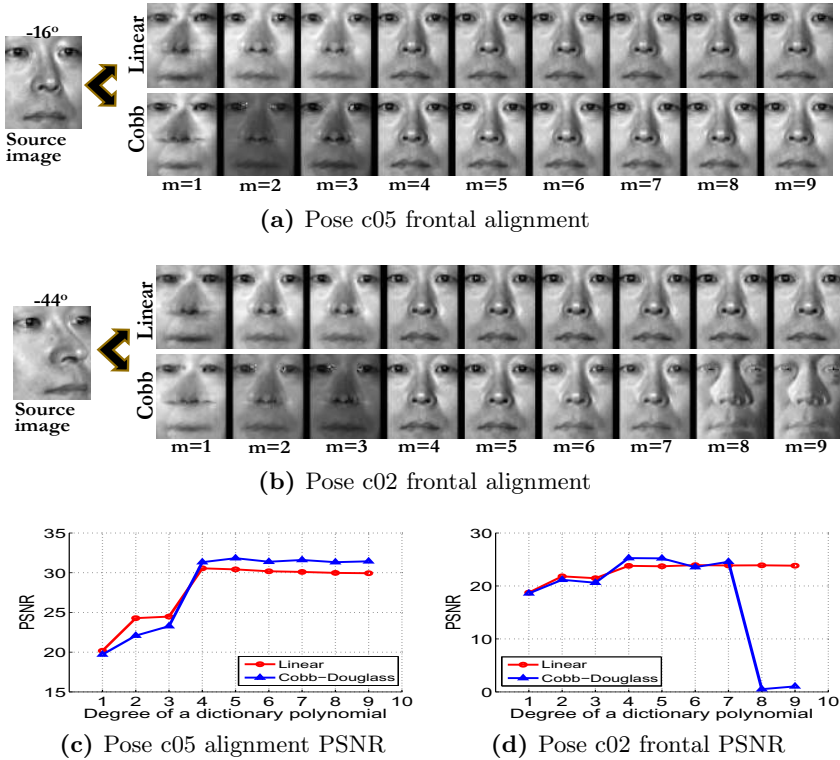 -16º
Source
image
Linear
Cobb
m=1 m=2 m=3 m=4 m=5 m=6 m=7 m=8 m=9
(a) Pose c05 frontal alignment
-44º
Source
image
Linear
Cobb
m=1 m=2 m=3 m=4 m=5 m=6 m=7 m=8 m=9
(b) Pose c02 frontal alignment
35
30
25
20
15
PSNR
Linear
Cobb-Douglass
1 2 3 4 5 6 7 8 9 10
Degree of a dictionary polynomial
(c) Pose c05 alignment PSNR
30
20
10
0
PSNR
Linear
Cobb-Douglass
1 2 3 4 5 6 7 8 9 10
Degree of a dictionary polynomial
(d) Pose c02 frontal PSNR